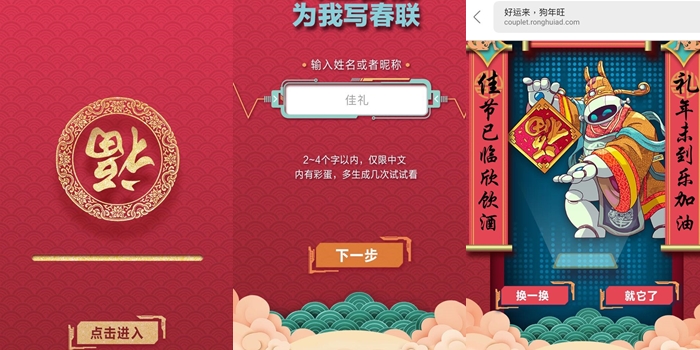 福
点击进入
为我写春联
输入姓名或者昵称
佳礼
2~4个字以内，仅限中文
内有彩蛋，多生成几次试试看
下一步
好运来，狗年旺
couplet.ronghuiad.com
礼年未到乐加油
佳节已临欣饮酒
福
换一换
就它了